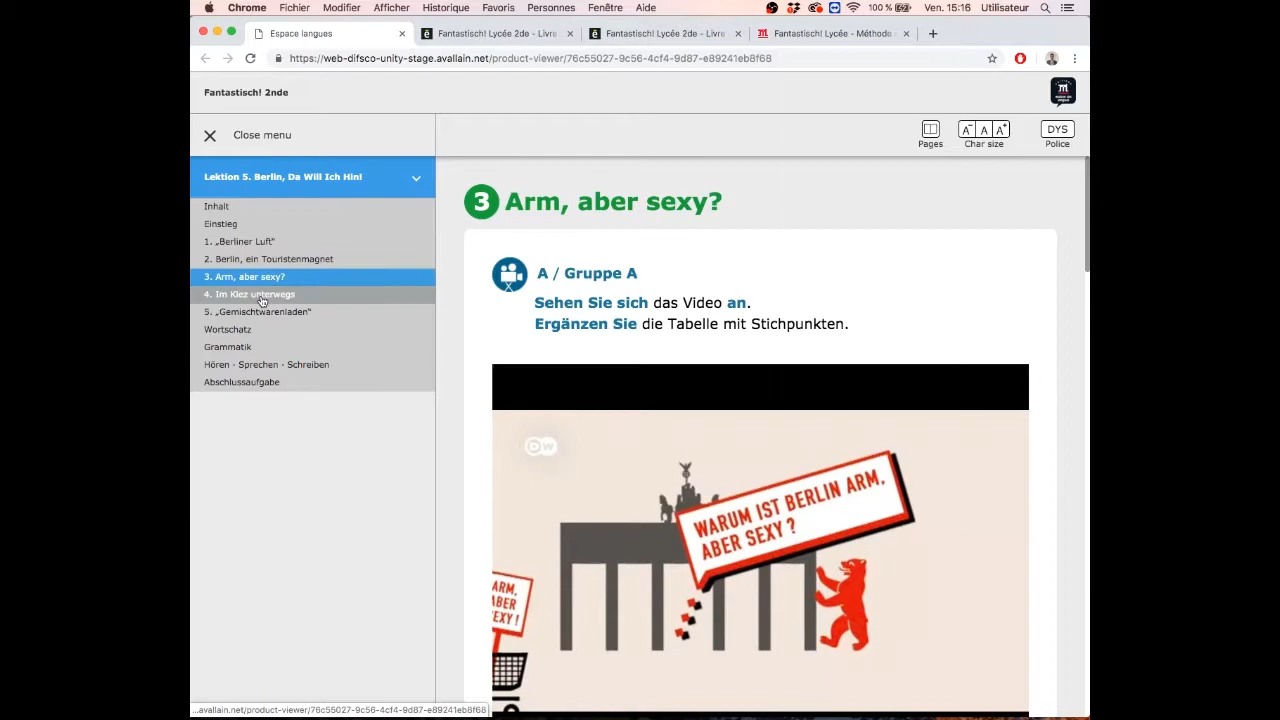 Chrome Fichier Modifier Afficher Historique Favoris Personnes Fenêtre Aide 100 % Ven. 15:16 Utilisateur
Espace langues
Fantastisch! Lycée 2de - Livre
Fantastisch! Lycée 2de - Livre
Fantastisch! Lycée - Méthode
https://web-difsco-unity-stage.avallain.net/product-viewer/76c55027-9c56-4cf4-9d87-e89241eb8f68
Fantastisch! 2nde
Close menu
Pages
A- A A+
Char size
DYS
Police
Lektion 5. Berlin, Da Will Ich Hin!
Inhalt
Einstieg
1. „Berliner Luft“
2. Berlin, ein Touristenmagnet
3. Arm, aber sexy?
4. Im Kiez unterwegs
5. „Gemischtwarenladen“
Wortschatz
Grammatik
Hören - Sprechen - Schreiben
Abschlussaufgabe
3 Arm, aber sexy?
A / Gruppe A
Sehen Sie sich das Video an.
Ergänzen Sie die Tabelle mit Stichpunkten.
DW
WARUM IST BERLIN ARM,
ABER SEXY ?
ARM,
ABER
SEXY !
...avallain.net/product-viewer/76c55027-9c56-4cf4-9d87-e89241eb8f68